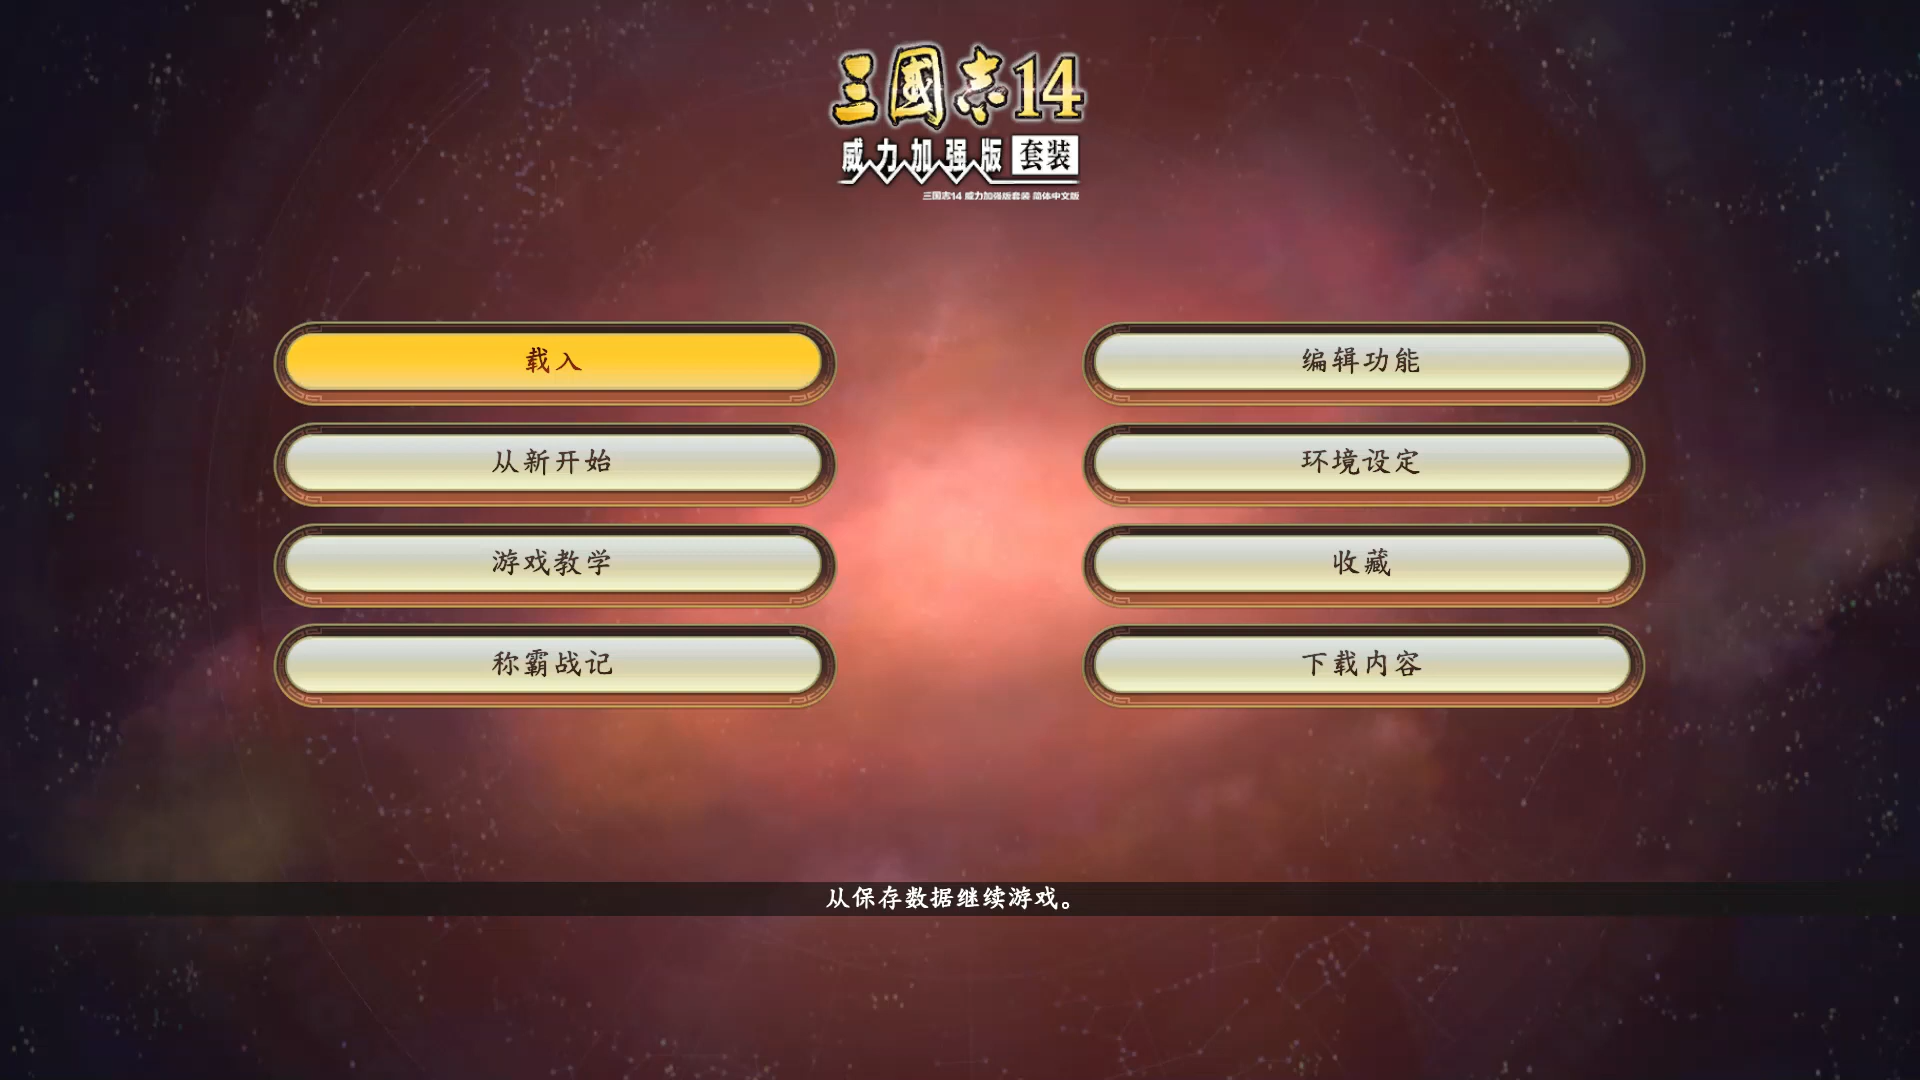 三國志14
威力加强版 套装
三国志14 威力加强版套装 简体中文版
载入
从新开始
游戏教学
称霸战记
编辑功能
环境设定
收藏
下载内容
从保存数据继续游戏。